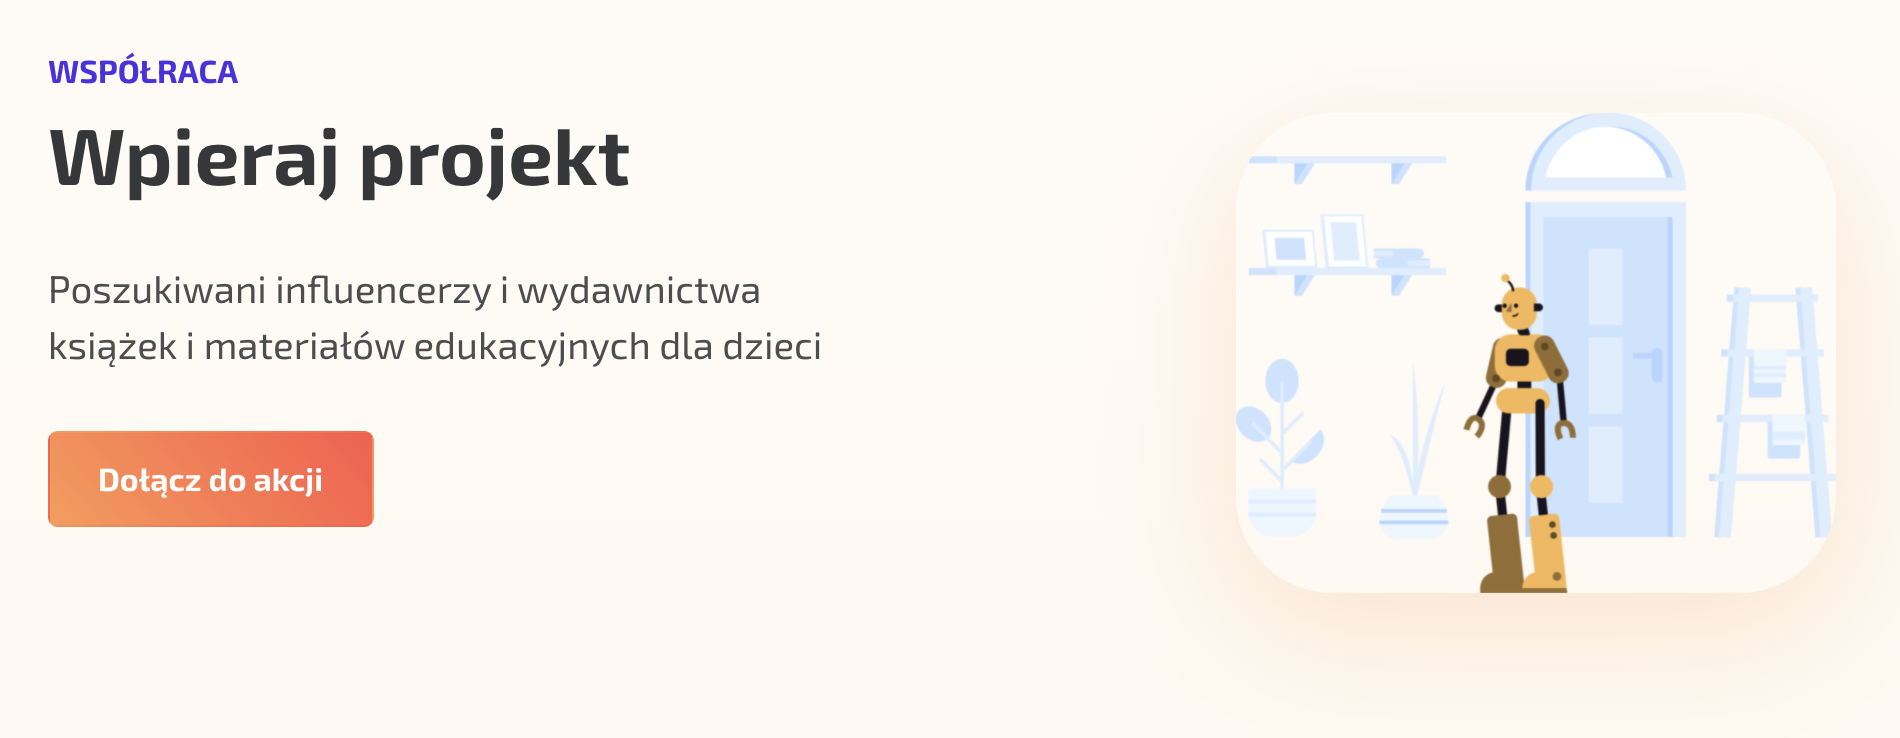 WSPÓŁRACA
Wpieraj projekt
Poszukiwani influencerzy i wydawnictwa
książek i materiałów edukacyjnych dla dzieci
Dołącz do akcji